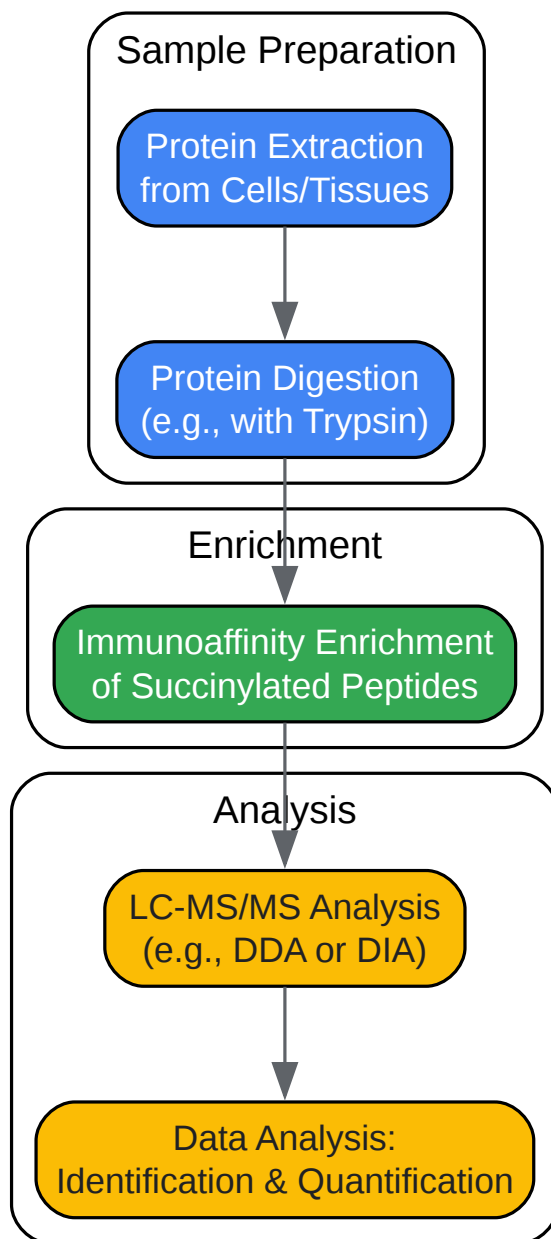 Sample Preparation
Protein Extraction
from Cells/Tissues
Protein Digestion
(e.g., with Trypsin)
Enrichment
Immunoaffinity Enrichment
of Succinylated Peptides
Analysis
LC-MS/MS Analysis
(e.g., DDA or DIA)
Data Analysis:
Identification & Quantification